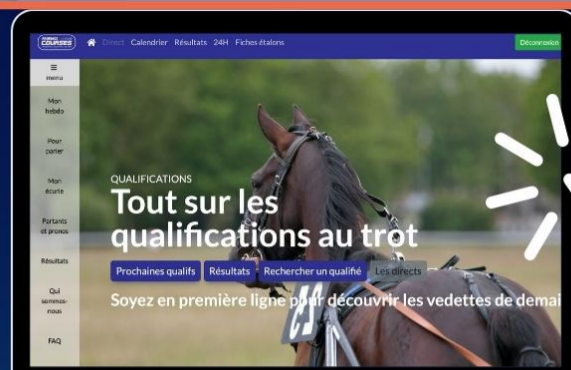 COURSES
Direct Calendrier Résultats 24H Fiches étalons
Déconnexion
menu
Mon
hebdo
Pour
parier
Mon
écurie
Partants
et pronos
Résultats
Qui
sommes-
nous
FAQ
QUALIFICATIONS
Tout sur les
qualifications au trot
Prochaines qualifs Résultats Rechercher un qualifié Les directs
Soyez en première ligne pour découvrir les vedettes de demai